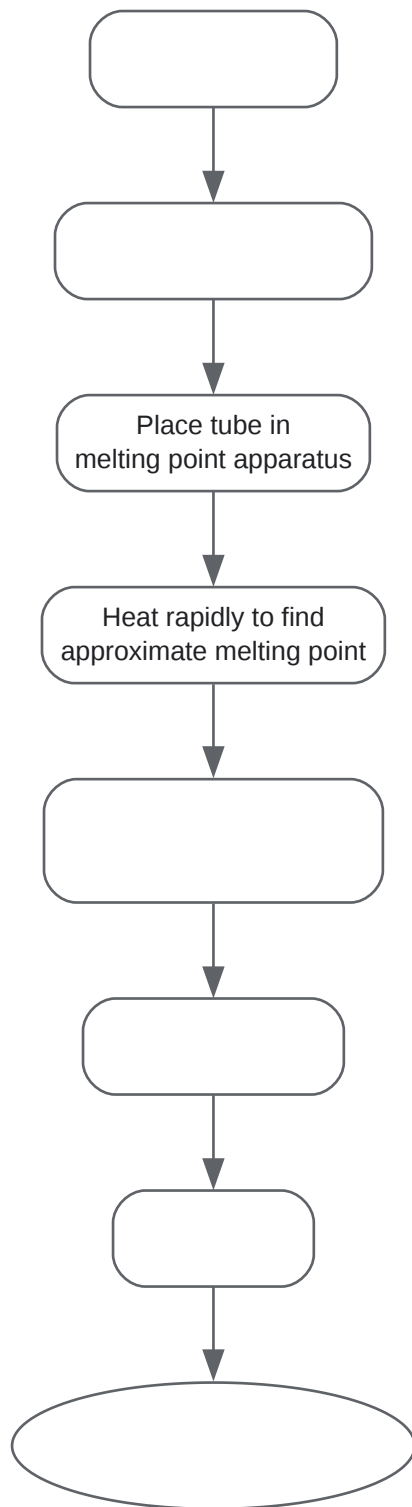 Place tube in
melting point apparatus
Heat rapidly to find
approximate melting point